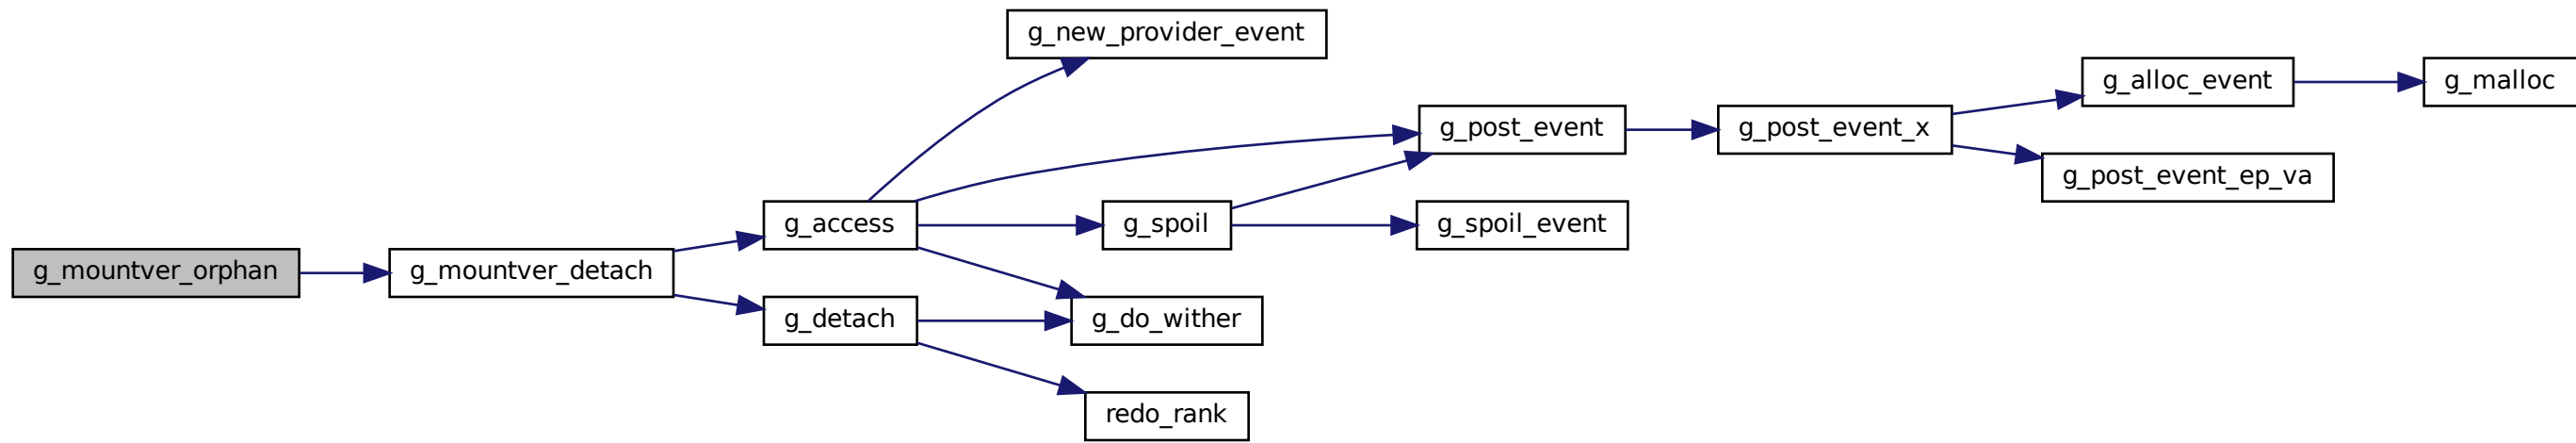 g_mountver_orphan
g_mountver_detach
g_access
g_detach
g_new_provider_event
g_spoil
g_do_wither
redo_rank
g_post_event
g_spoil_event
g_post_event_x
g_alloc_event
g_post_event_ep_va
g_malloc